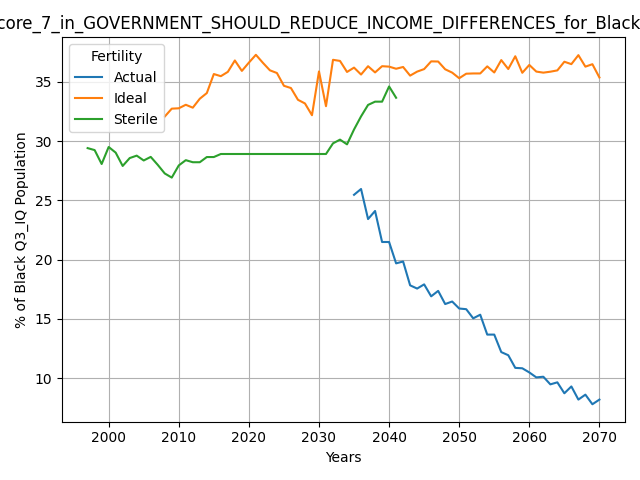 core_7_in_GOVERNMENT_SHOULD_REDUCE_INCOME_DIFFERENCES_for_Black
Fertility
Actual
Ideal
Sterile
% of Black Q3_IQ Population
35
30
25
20
15
10
2000 2010 2020 2030 2040 2050 2060 2070
Years